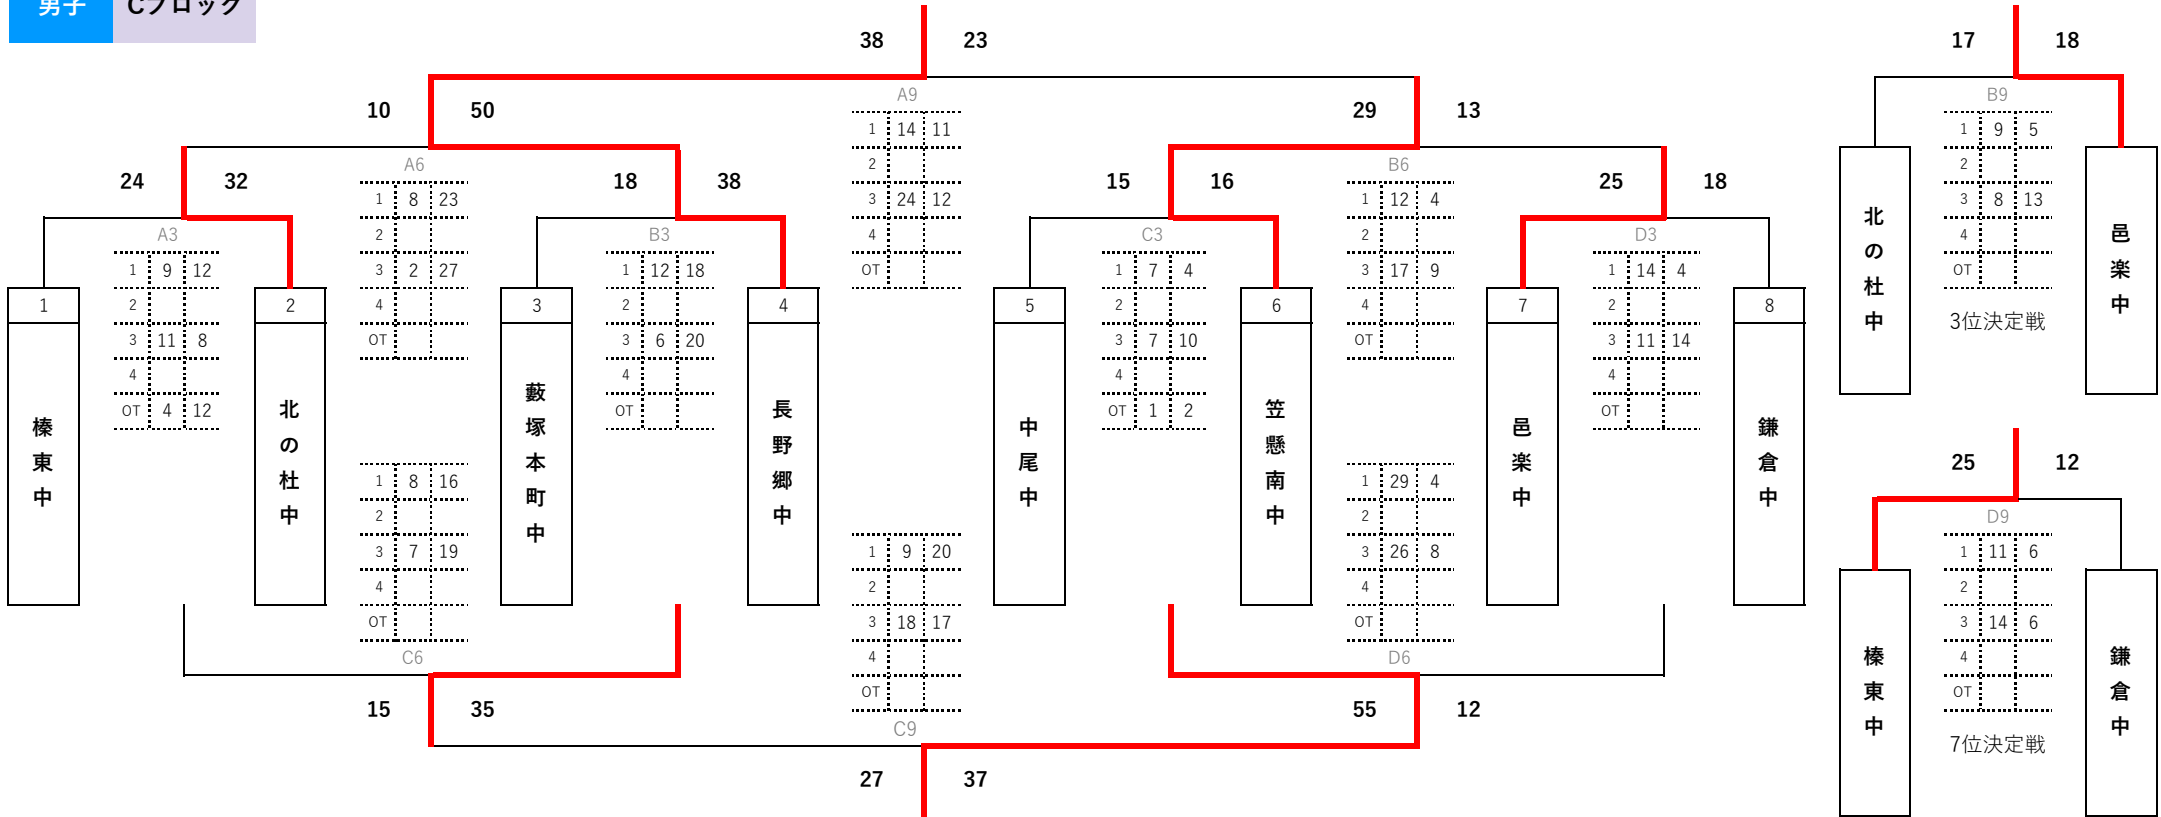 男子 Cブロック
38 23
17 18
10 50
29 13
A9
1 14 11
2
3 24 12
4
OT
B9
1 9 5
2
3 8 13
4
OT
3位決定戦
北の杜中
邑楽中
24 32
18 38
15 16
25 18
A6
1 8 23
2
3 2 27
4
OT
B6
1 12 4
2
3 17 9
4
OT
A3
1 9 12
2
3 11 8
4
OT 4 12
B3
1 12 18
2
3 6 20
4
OT
C3
1 7 4
2
3 7 10
4
OT 1 2
D3
1 14 4
2
3 11 14
4
OT
1 榛東中
2 北の杜中
3 藪塚本町中
4 長野郷中
5 中尾中
6 笠懸南中
7 邑楽中
8 鎌倉中
1 8 16
2
3 7 19
4
OT
C6
1 29 4
2
3 26 8
4
OT
D6
15 35
55 12
1 9 20
2
3 18 17
4
OT
C9
27 37
25 12
D9
1 11 6
2
3 14 6
4
OT
7位決定戦
榛東中
鎌倉中